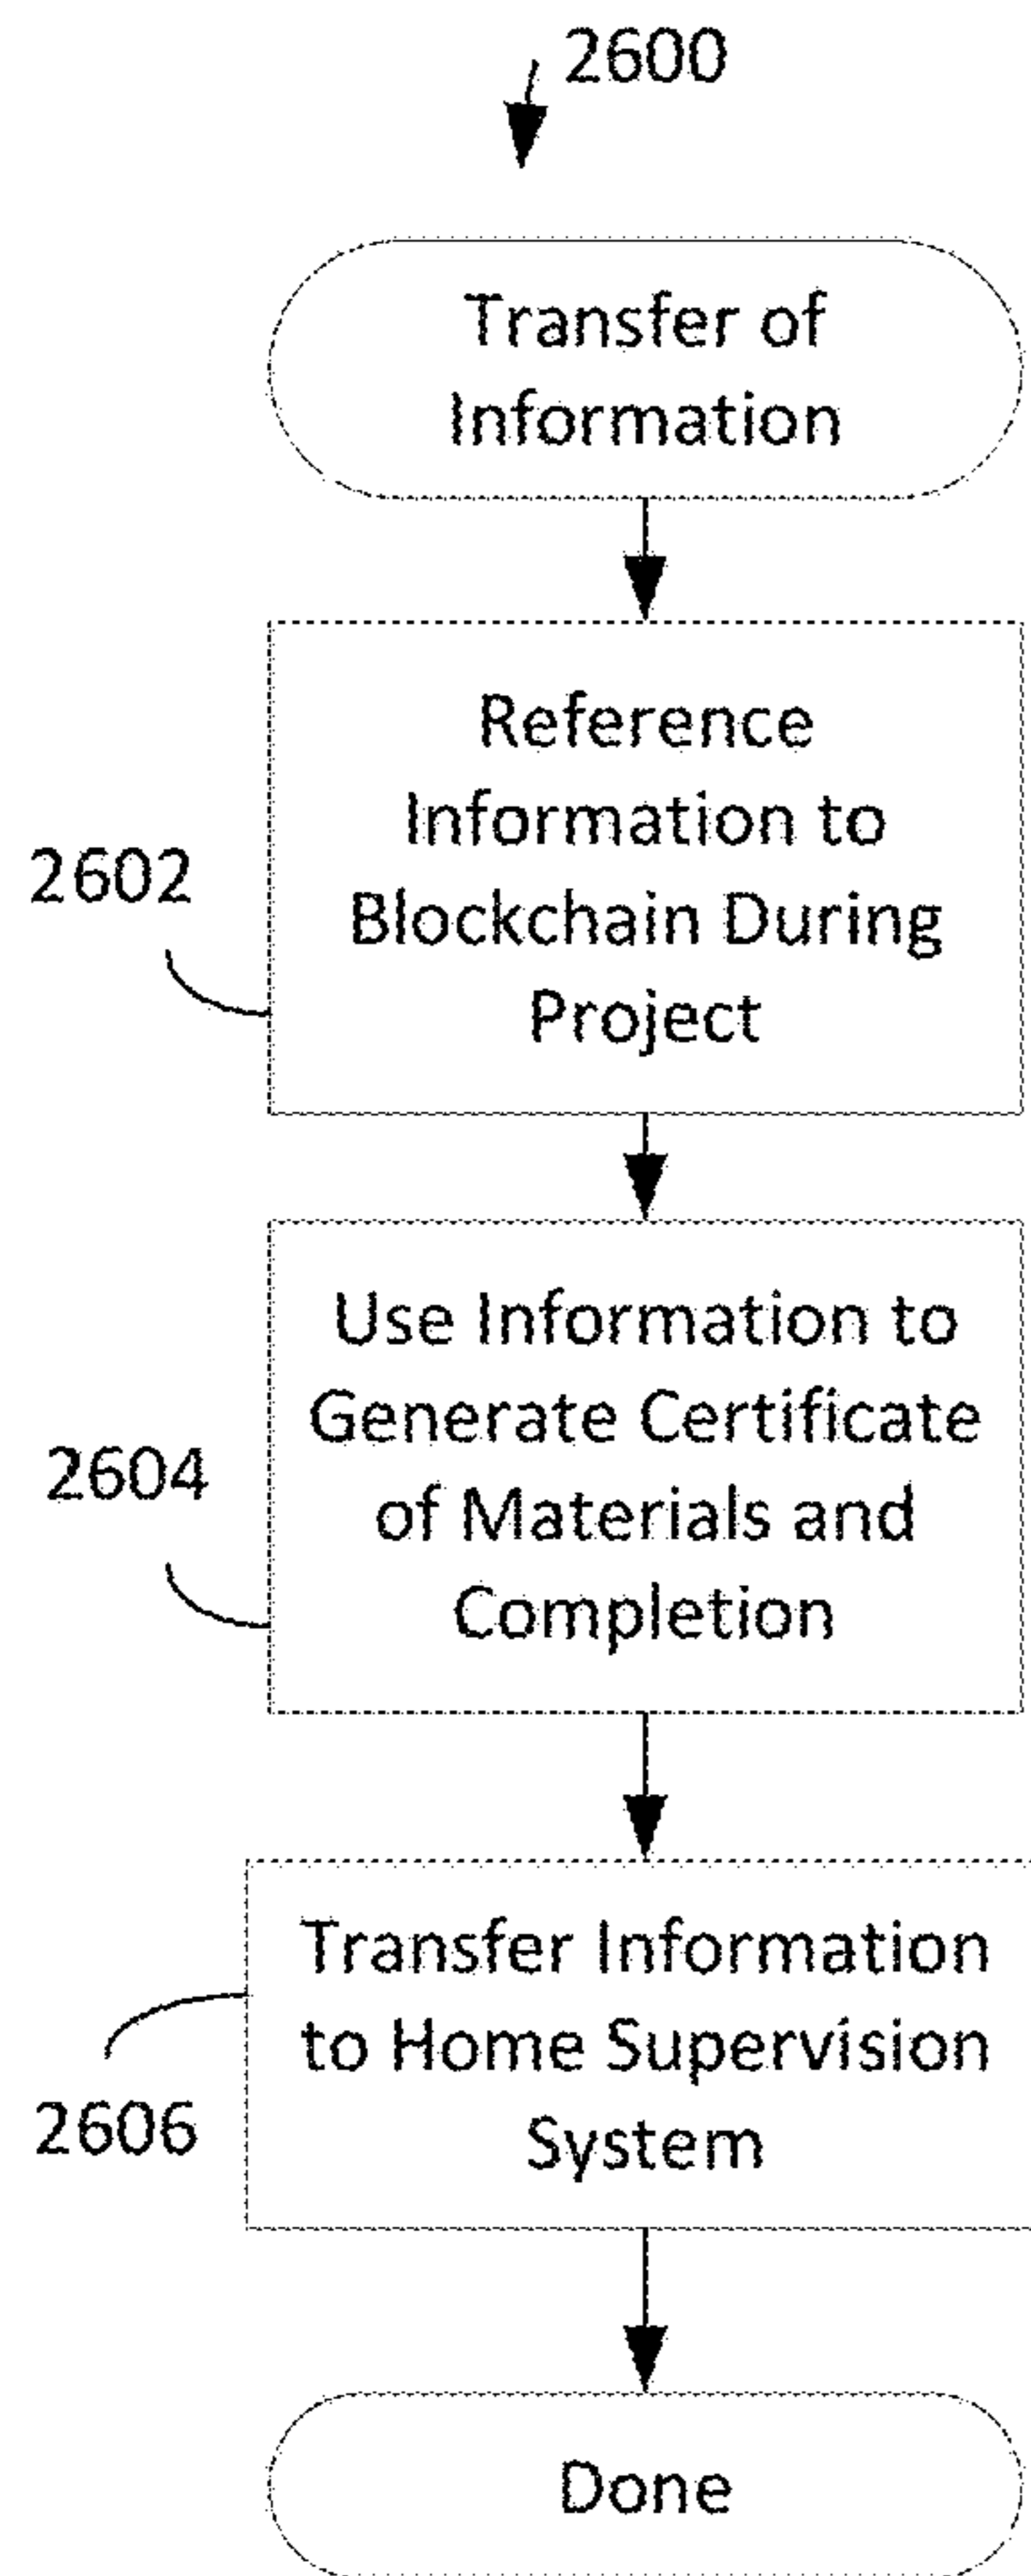 2600
Transfer of
Information
Reference
Information to
Blockchain During
Project
2602
Use Information to
Generate Certificate
of Materials and
Completion
2604
Transfer Information
to Home Supervision
System
2606
Done